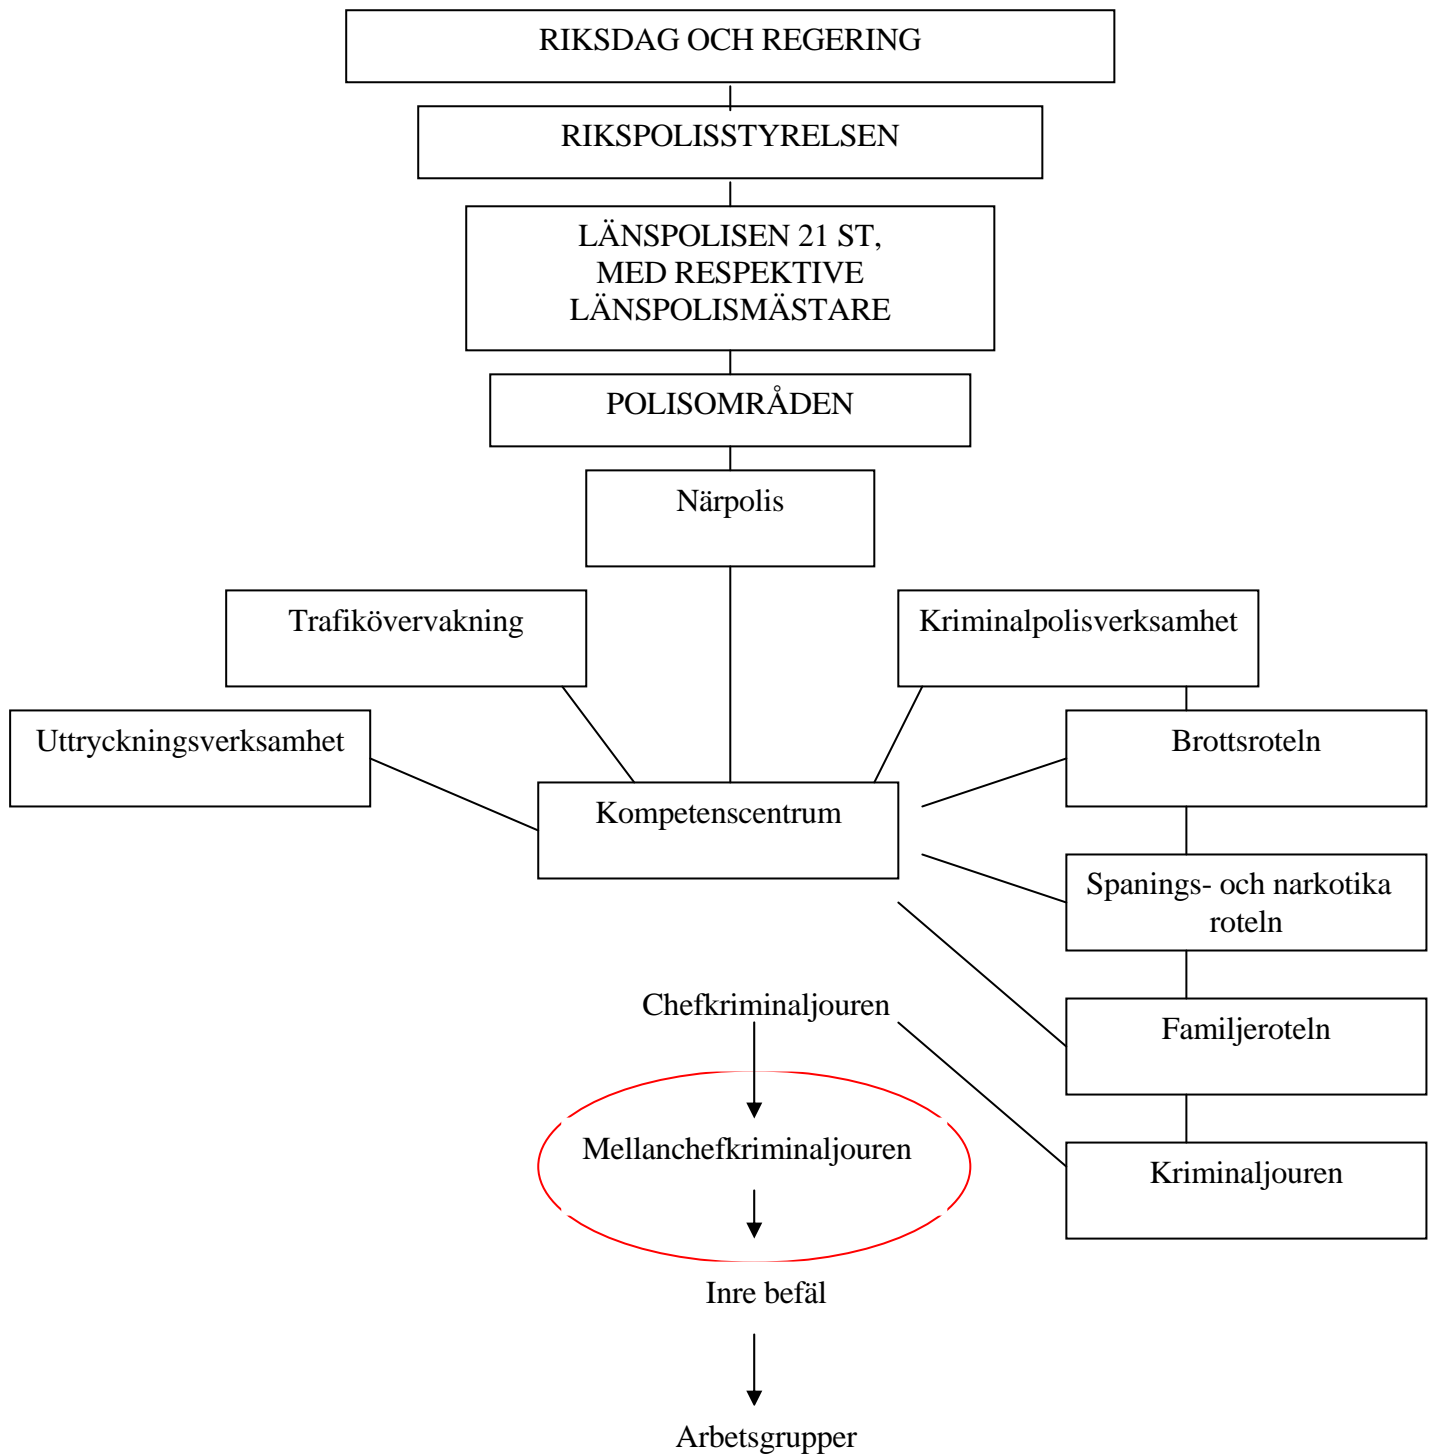 RIKSDAG OCH REGERING
RIKSPOLISSTYRELSEN
LÄNSPOLISEN 21 ST,
MED RESPEKTIVE
LÄNSPOLISMÄSTARE
POLISOMRÅDEN
Närpolis
Trafikövervakning
Kriminalpolisverksamhet
Uttryckningsverksamhet
Brottsroteln
Kompetenscentrum
Spanings- och narkotika
roteln
Chefkriminaljouren
Familjeroteln
Mellanchefkriminaljouren
Kriminaljouren
Inre befäl
Arbetsgrupper